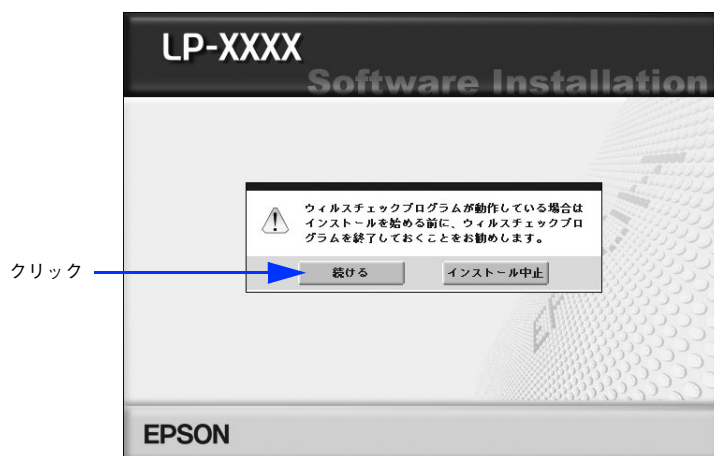 LP-XXXX
Software Installation
ウィルスチェックプログラムが動作している場合は
インストールを始める前に、ウィルスチェックプロ
グラムを終了しておくことをお勧めします。
クリック
続ける
インストール中止
EPSON